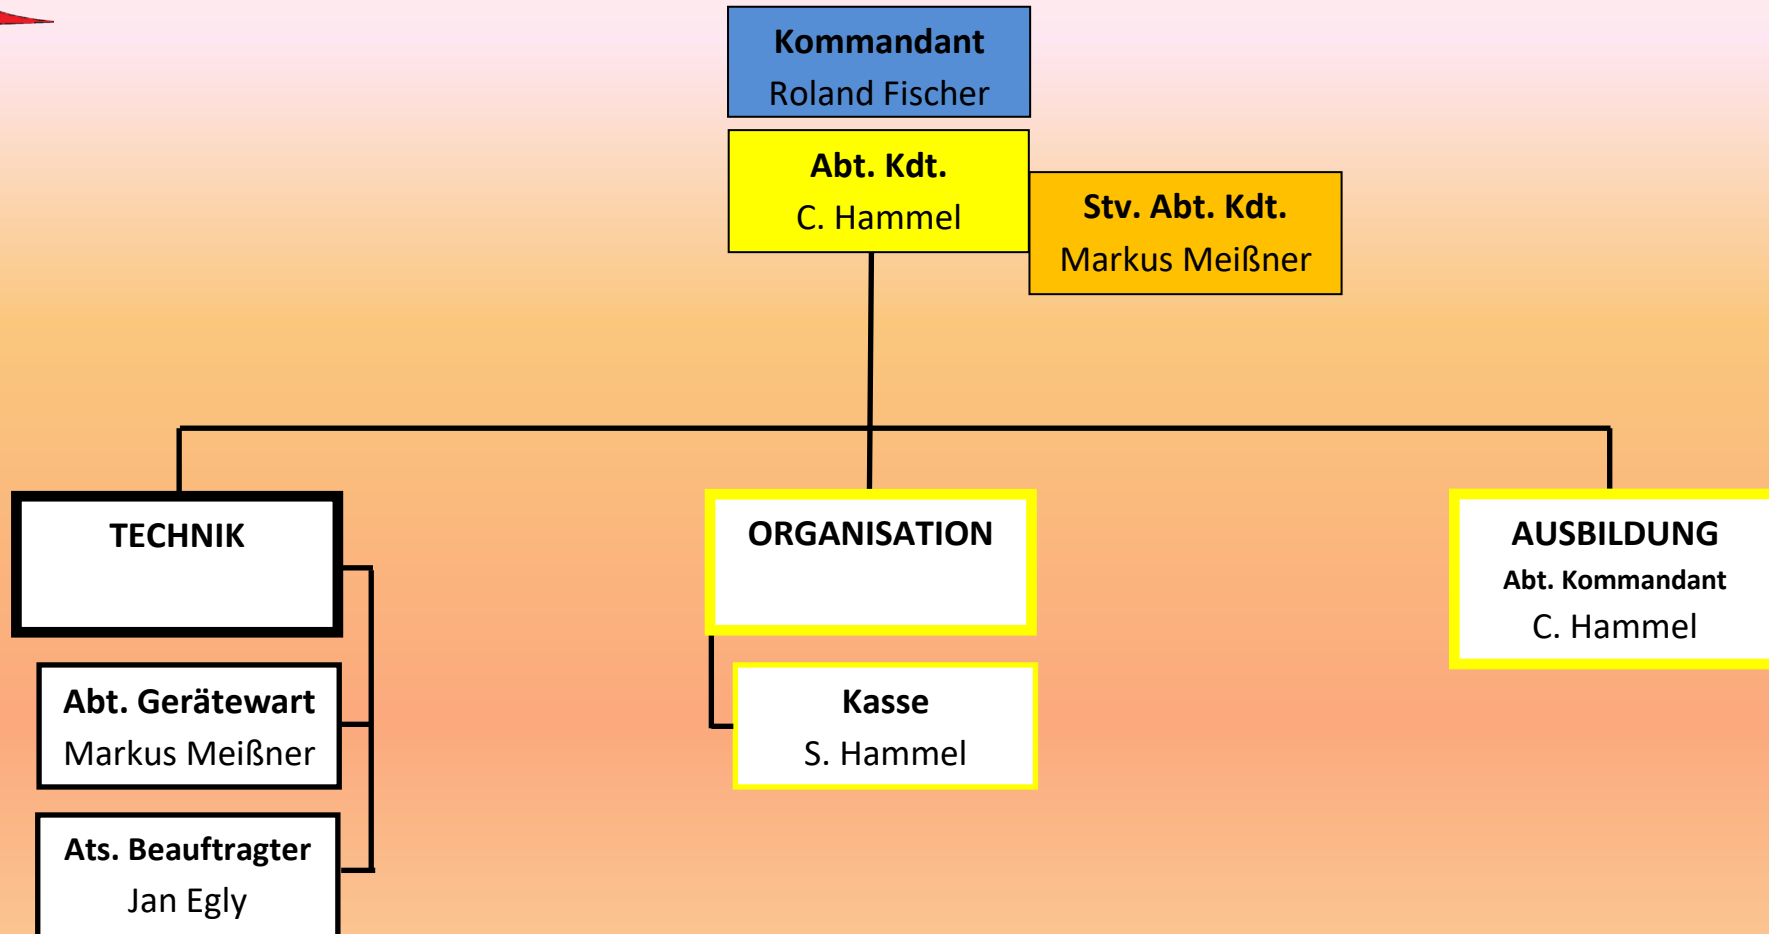 Kommandant
Roland Fischer
Abt. Kdt.
C. Hammel
Stv. Abt. Kdt.
Markus Meißner
TECHNIK
Abt. Gerätewart
Markus Meißner
Ats. Beauftragter
Jan Egly
ORGANISATION
Kasse
S. Hammel
AUSBILDUNG
Abt. Kommandant
C. Hammel